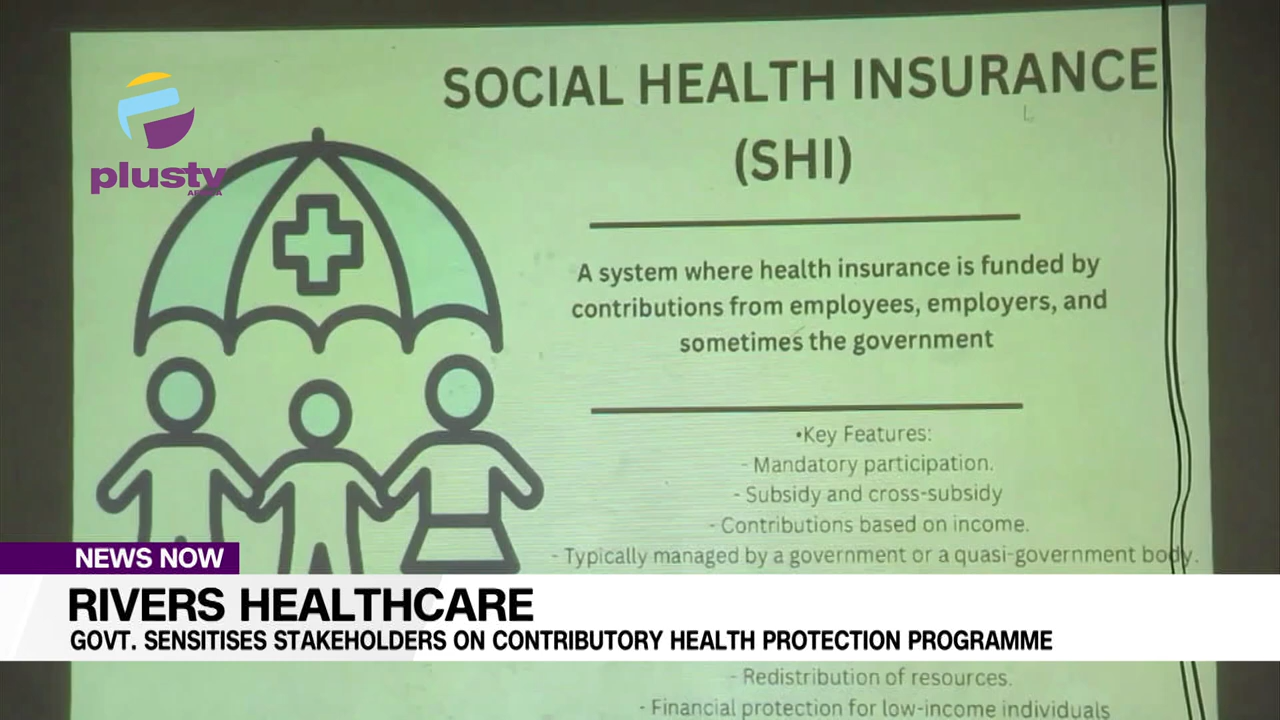 SOCIAL HEALTH INSURANCE
(SHI)
plustv
AFRICA
A system where health insurance is funded by
contributions from employees, employers, and
sometimes the government
•Key Features:
- Mandatory participation.
- Subsidy and cross-subsidy
- Contributions based on income.
- Typically managed by a government or a quasi-government body.
NEWS NOW
RIVERS HEALTHCARE
GOVT. SENSITISES STAKEHOLDERS ON CONTRIBUTORY HEALTH PROTECTION PROGRAMME
- Redistribution of resources.
- Financial protection for low-income individuals